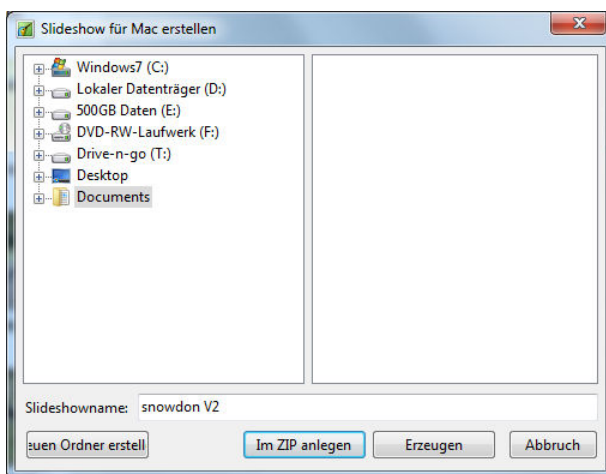 Slideshow für Mac erstellen
Windows7 (C:)
Lokaler Datenträger (D:)
500GB Daten (E:)
DVD-RW-Laufwerk (F:)
Drive-n-go (T:)
Desktop
Documents
Slideshowname: snowdon V2
euen Ordner erstell Im ZIP anlegen Erzeugen Abbruch